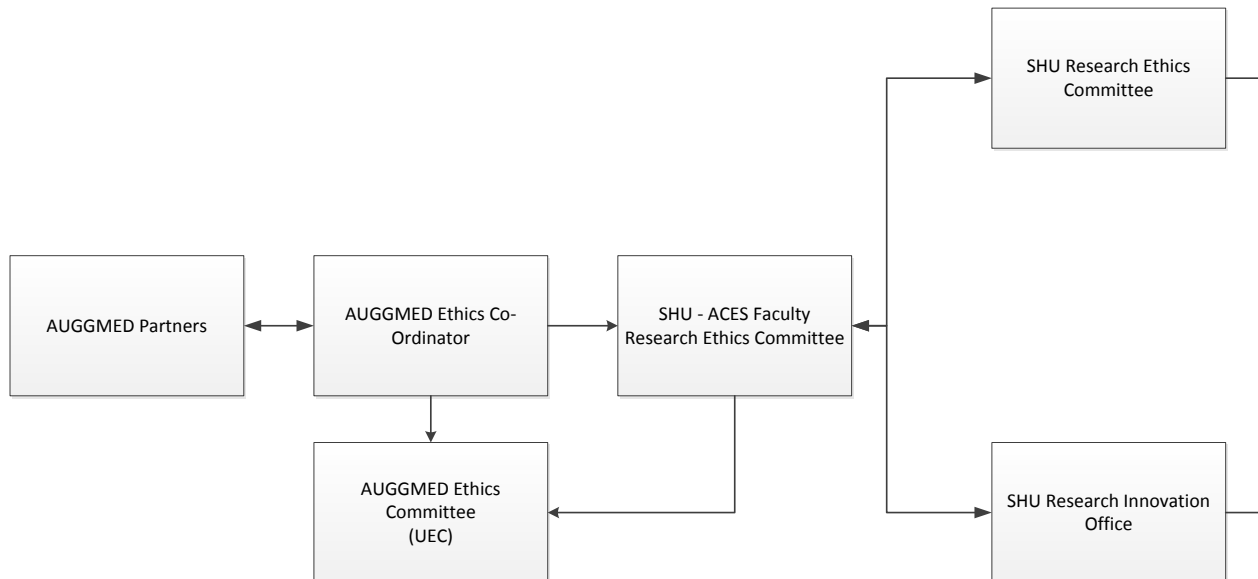 SHU Research Ethics
Committee
AUGGMED Partners
AUGGMED Ethics Co-
Ordinator
SHU - ACES Faculty
Research Ethics Committee
AUGGMED Ethics
Committee
(UEC)
SHU Research Innovation
Office